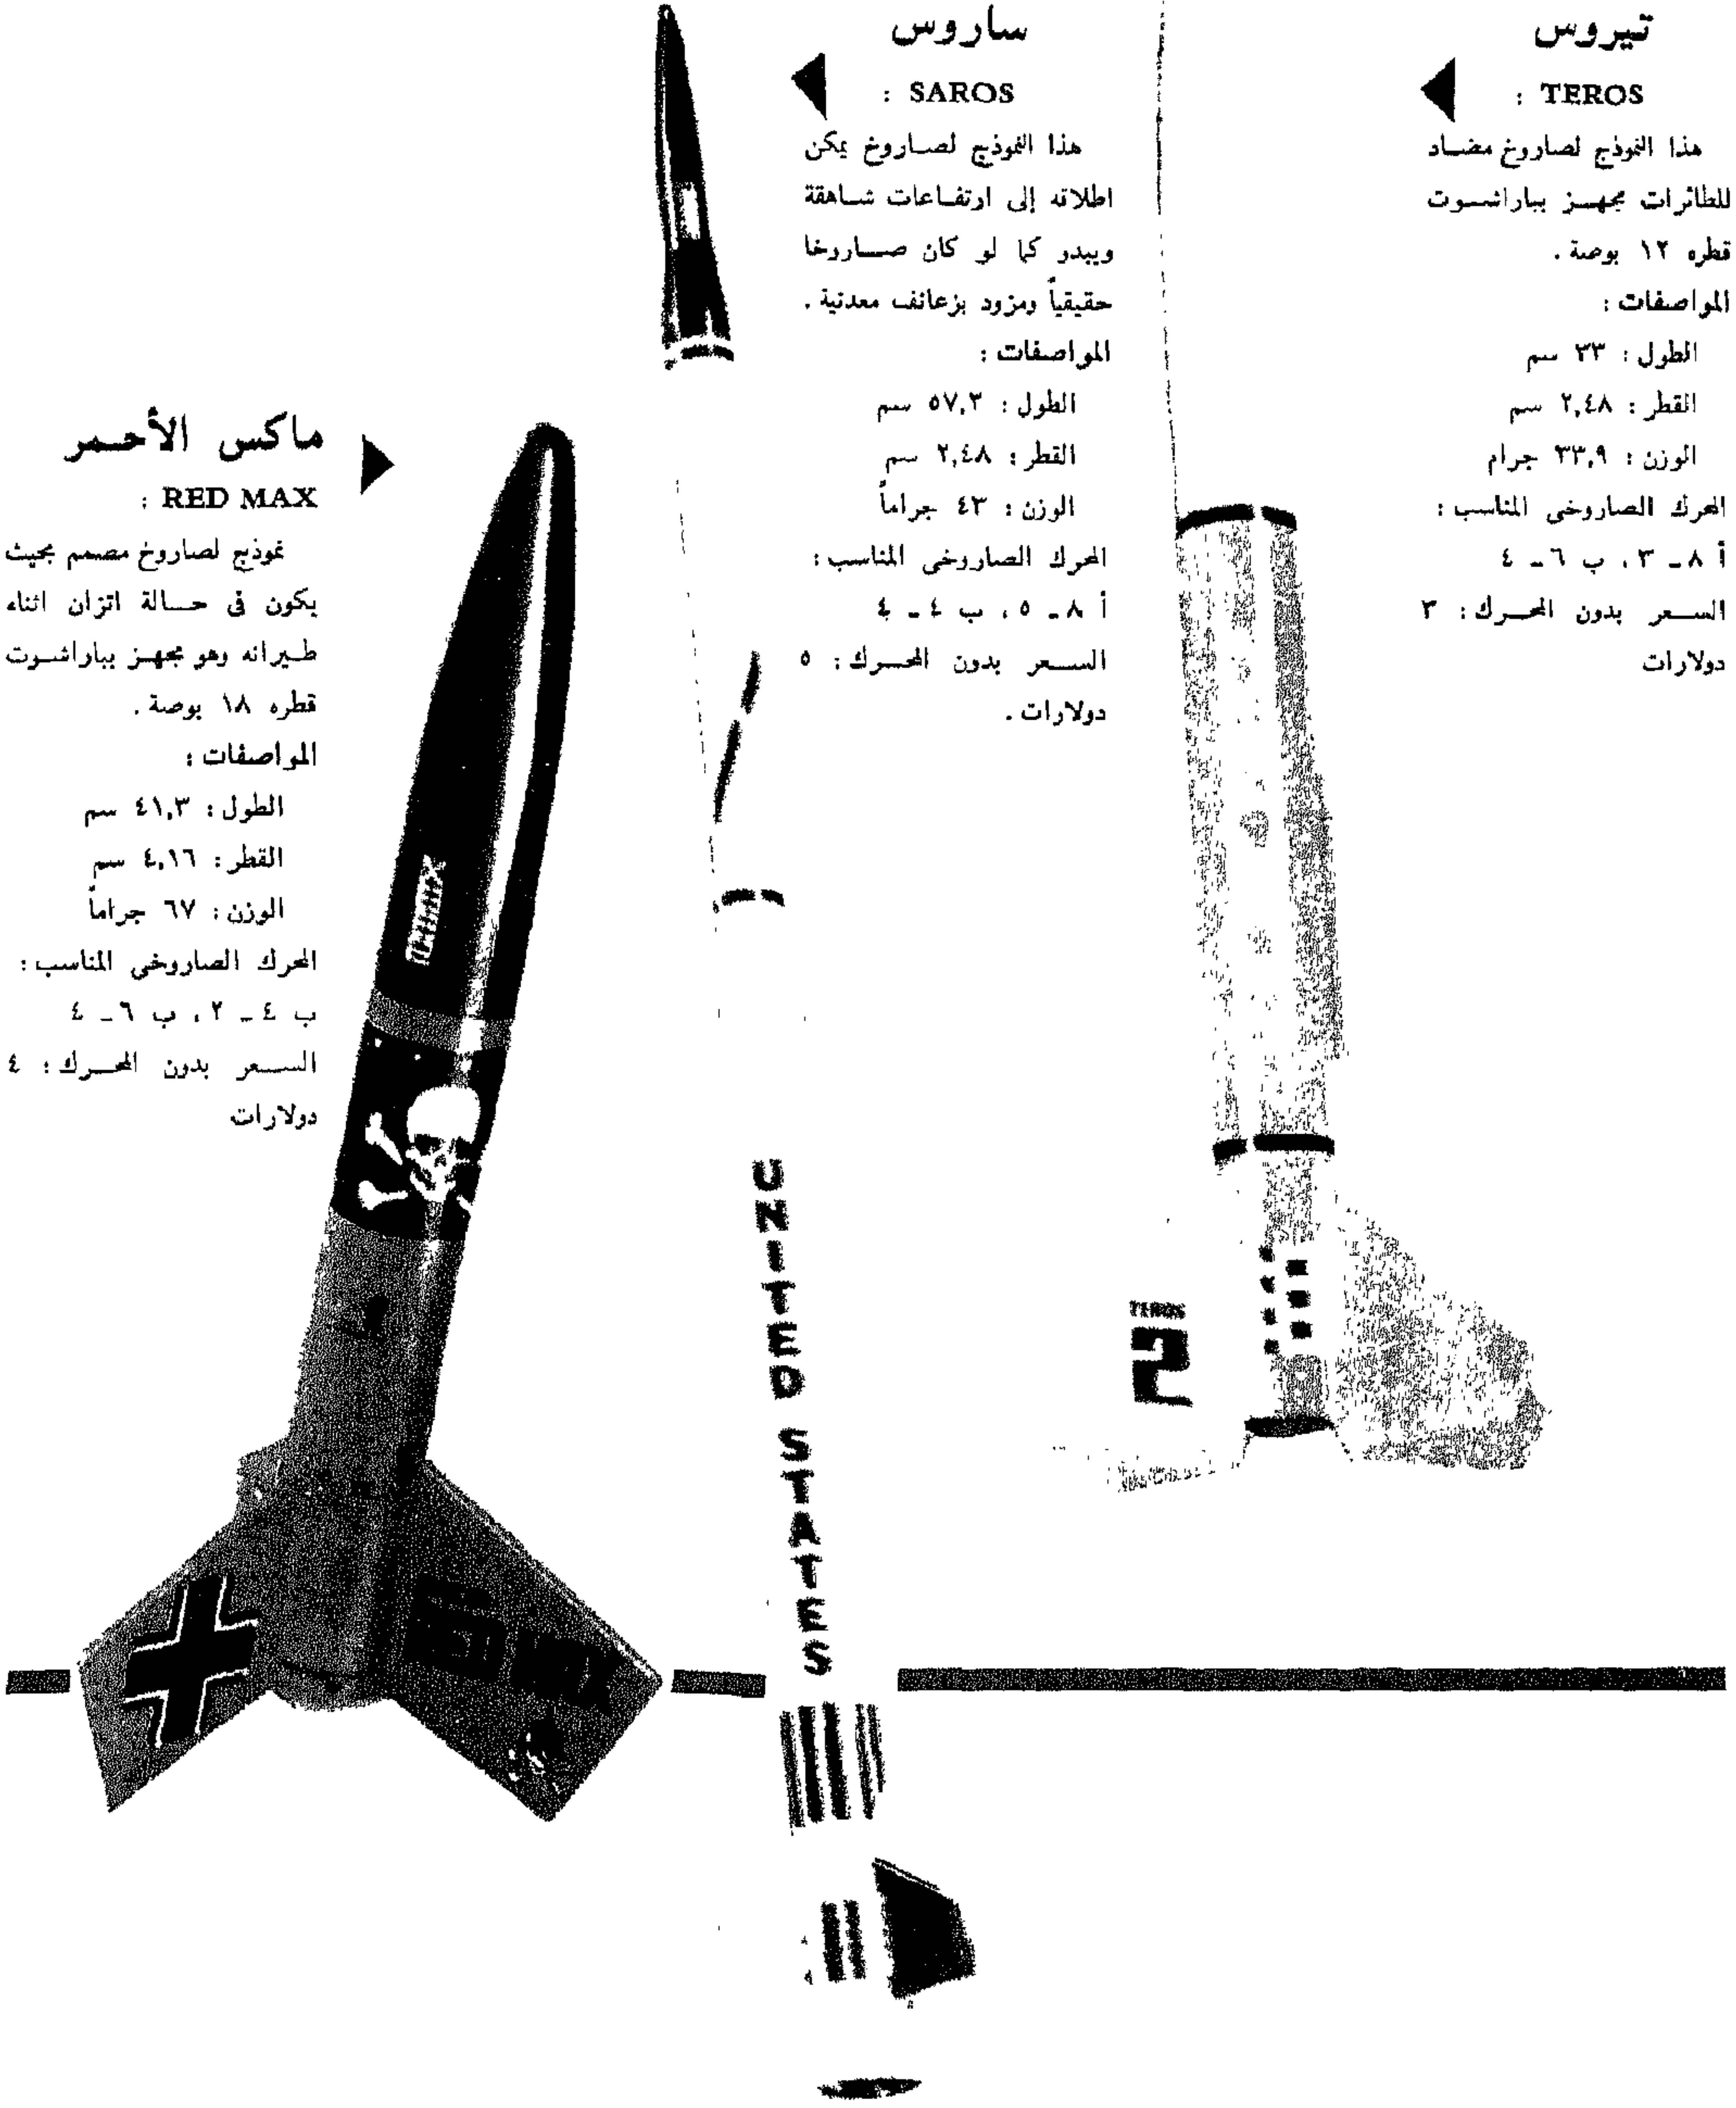 تيروس
TEROS :
هذا النموذج لصاروخ مضاد
للطائرات مجهز بباراشوت
قطره ١٢ بوصة .
المواصفات :
الطول : ٣٣ سم
القطر : ٢,٤٨ سم
الوزن : ٣٣,٩ جرام
المحرك الصاروخى المناسب :
أ ٨ ـ ٣ ، ب ٦ ـ ٤
السعر بدون المحرك : ٣
دولارات
ساروس
SAROS :
هذا النموذج لصاروخ يمكن
اطلاقه إلى ارتفاعات شاهقة
ويبدو كما لو كان صاروخا
حقيقياً ومزود بزعانف معدنية .
المواصفات :
الطول : ٥٧,٣ سم
القطر : ٢,٤٨ سم
الوزن : ٤٣ جراماً
المحرك الصاروخى المناسب :
أ ٨ ـ ٥ ، ب ٤ ـ ٤
السعر بدون المحرك : ٥
دولارات .
ماكس الأحمر
RED MAX :
نموذج لصاروخ مصمم بحيث
يكون فى حالة اتزان اثناء
طيرانه وهو مجهز بباراشوت
قطره ١٨ بوصة .
المواصفات :
الطول : ٤١,٣ سم
القطر : ٤,١٦ سم
الوزن : ٦٧ جراماً
المحرك الصاروخى المناسب :
ب ٤ ـ ٢ ، ب ٦ ـ ٤
السعر بدون المحرك : ٤
دولارات
UNITED STATES
TEROS
2
MAX